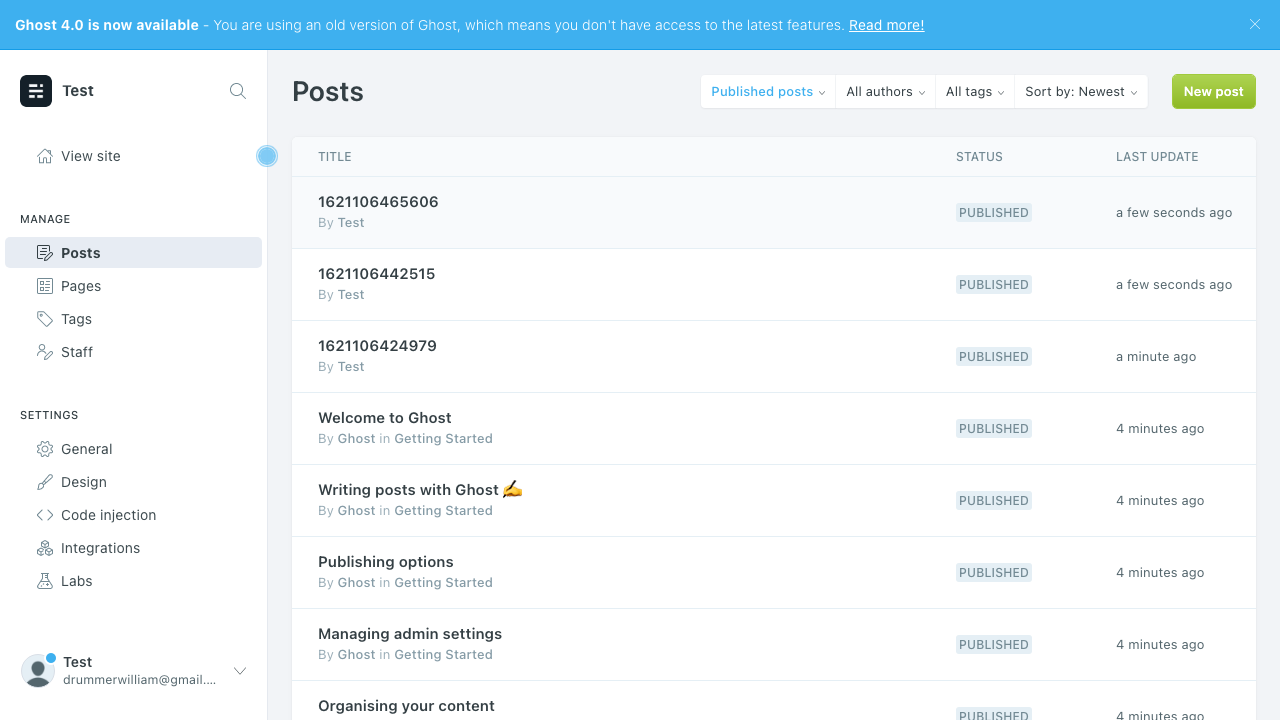 Ghost 4.0 is now available - You are using an old version of Ghost, which means you don't have access to the latest features. Read more!
Test
View site
MANAGE
Posts
Pages
Tags
Staff
SETTINGS
General
Design
Code injection
Integrations
Labs
Test
drummerwilliam@gmail....
Posts
Published posts
All authors
All tags
Sort by: Newest
New post
TITLE STATUS LAST UPDATE
1621106465606
By Test
PUBLISHED
a few seconds ago
1621106442515
By Test
PUBLISHED
a few seconds ago
1621106424979
By Test
PUBLISHED
a minute ago
Welcome to Ghost
By Ghost in Getting Started
PUBLISHED
4 minutes ago
Writing posts with Ghost ✍️
By Ghost in Getting Started
PUBLISHED
4 minutes ago
Publishing options
By Ghost in Getting Started
PUBLISHED
4 minutes ago
Managing admin settings
By Ghost in Getting Started
PUBLISHED
4 minutes ago
Organising your content
PUBLISHED
4 minutes ago